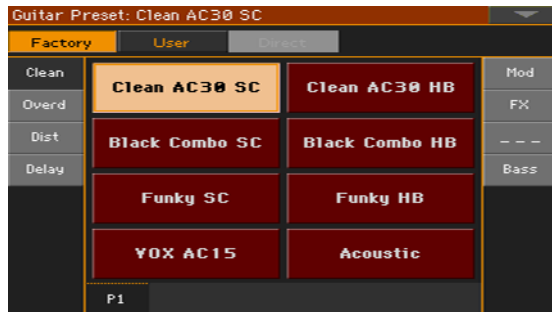 Guitar Preset: Clean AC30 SC
Factory User Direct
Clean Clean AC30 SC Clean AC30 HB Mod
Overd FX
Dist Black Combo SC Black Combo HB ---
Delay Bass
Funky SC Funky HB
VOX AC15 Acoustic
P1